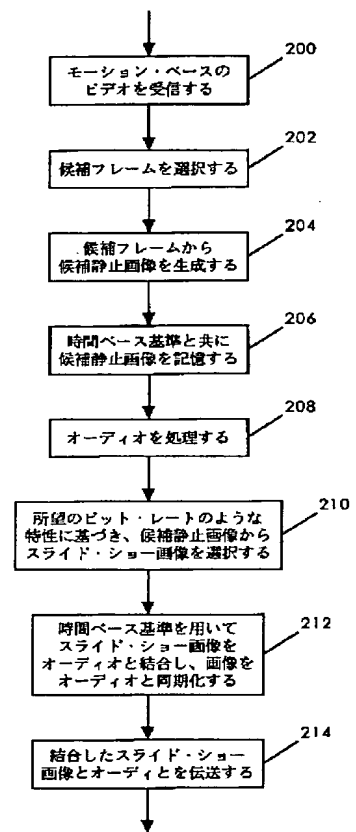 200
モーション・ベースの
ビデオを受信する
202
候補フレームを選択する
204
候補フレームから
候補静止画像を生成する
206
時間ベース基準と共に
候補静止画像を記憶する
208
オーディオを処理する
210
所望のビット・レートのような
特性に基づき、候補静止画像から
スライド・ショー画像を選択する
212
時間ベース基準を用いて
スライド・ショー画像を
オーディオと結合し、画像を
オーディオと同期化する
214
結合したスライド・ショー
画像とオーディとを伝送する